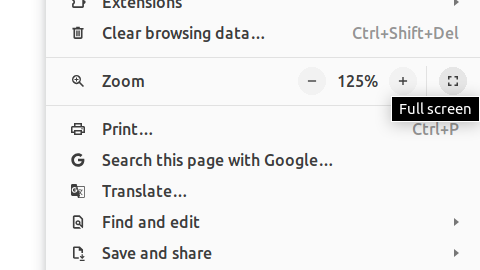 Extensions
Clear browsing data... Ctrl+Shift+Del
Zoom − 125% +
Full screen
Print... Ctrl+P
Search this page with Google...
Translate...
Find and edit
Save and share